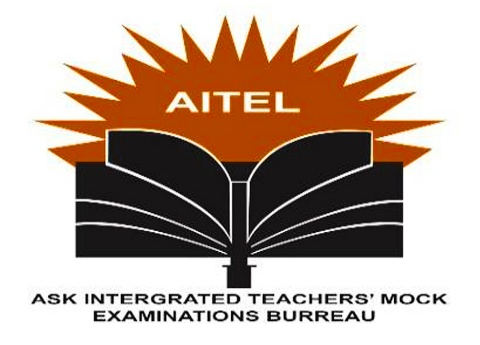 AITEL
ASK INTERGRATED TEACHERS' MOCK
EXAMINATIONS BURREAU